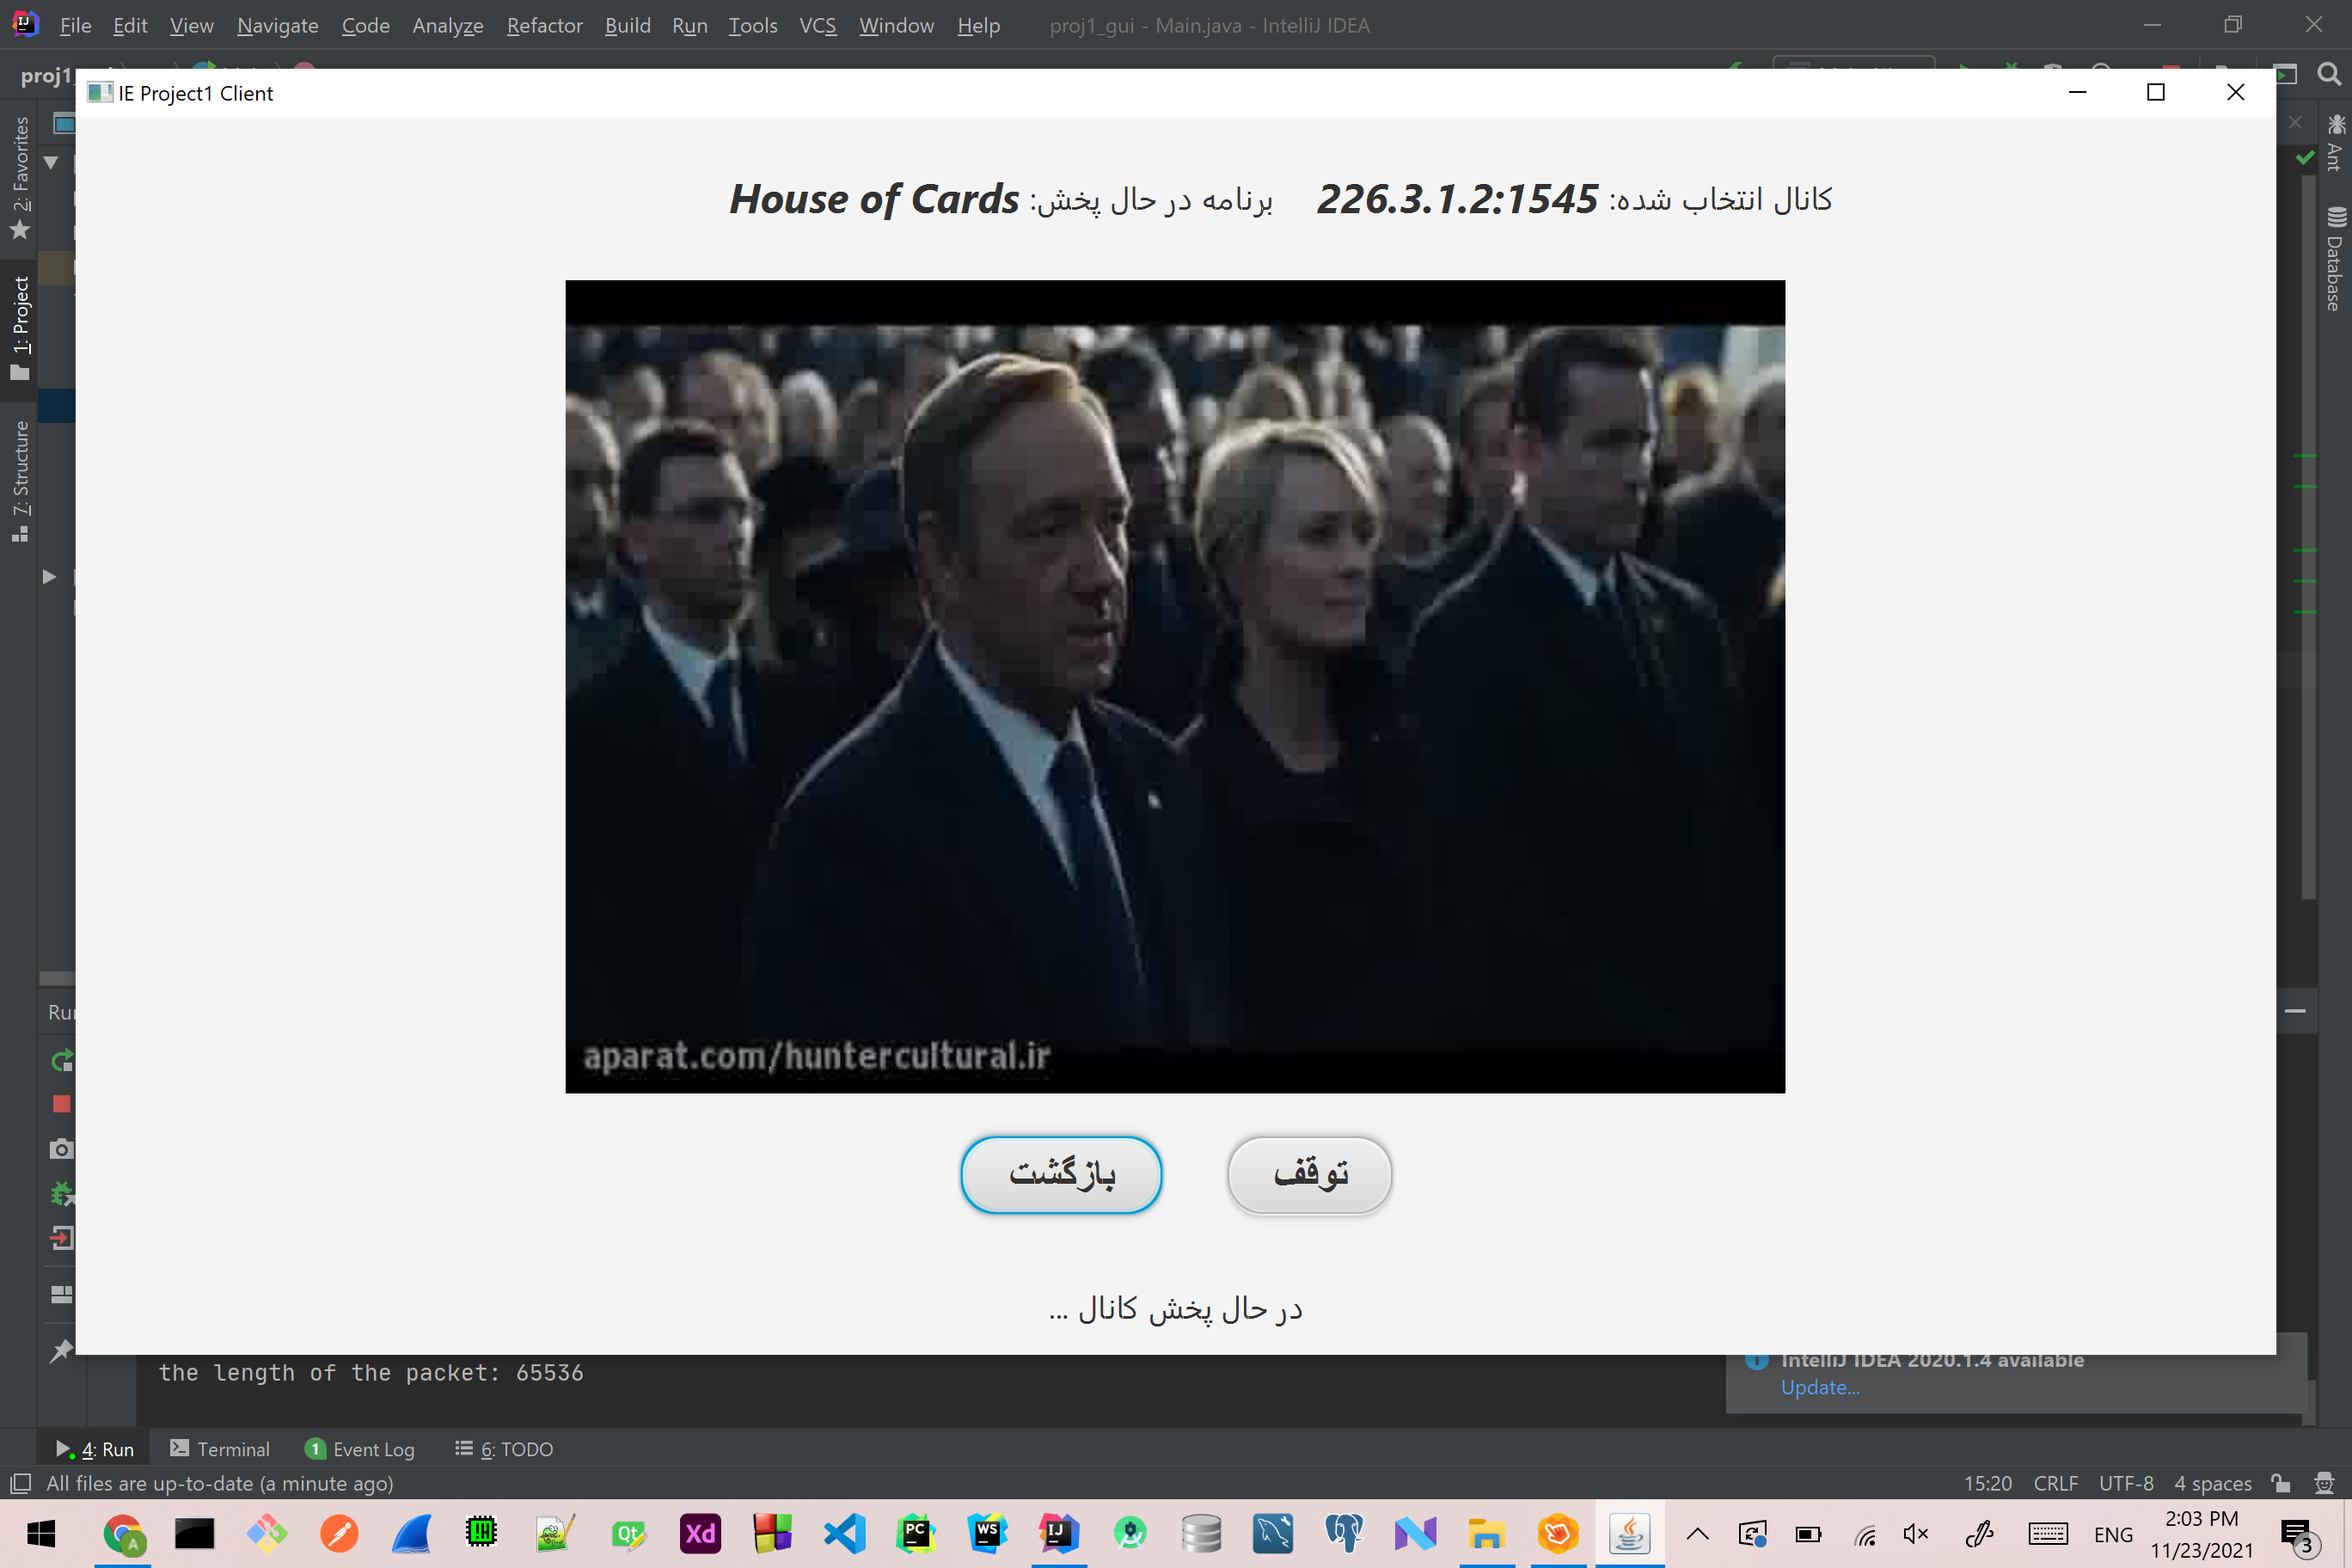 File Edit View Navigate Code Analyze Refactor Build Run Tools VCS Window Help proj1_gui - Main.java - IntelliJ IDEA
proj1
IE Project1 Client
2: Favorites
1: Project
7: Structure
Ant
Database
کانال انتخاب شده: 226.3.1.2:1545 برنامه در حال پخش: House of Cards
aparat.com/huntercultural.ir
توقف بازگشت
در حال پخش کانال ...
Run
the length of the packet: 65536
IntelliJ IDEA 2020.1.4 available
Update...
4: Run Terminal 1 Event Log 6: TODO
All files are up-to-date (a minute ago) 15:20 CRLF UTF-8 4 spaces
A Qt Xd PC WS IJ ENG 2:03 PM
11/23/2021 3